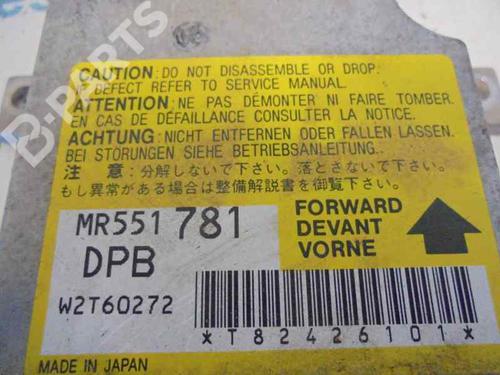 B-PARTS
CAUTION: DO NOT DISASSEMBLE OR DROP.
IF DEFECT REFER TO SERVICE MANUAL.
ATTENTION: NE PAS DÉMONTER NI FAIRE TOMBER.
EN CAS DE DÉFAILLANCE CONSULTER LA NOTICE.
ACHTUNG: NICHT ENTFERNEN ODER FALLEN LASSEN.
BEI STÖRUNGEN SIEHE BETRIEBSANLEITUNG.
注 意: 分解しないで下さい。落とさないで下さい。
もし異常がある場合は整備解説書を御覧下さい。
MR551781
DPB
W2T60272
FORWARD
DEVANT
VORNE
*T82426101*
MADE IN JAPAN